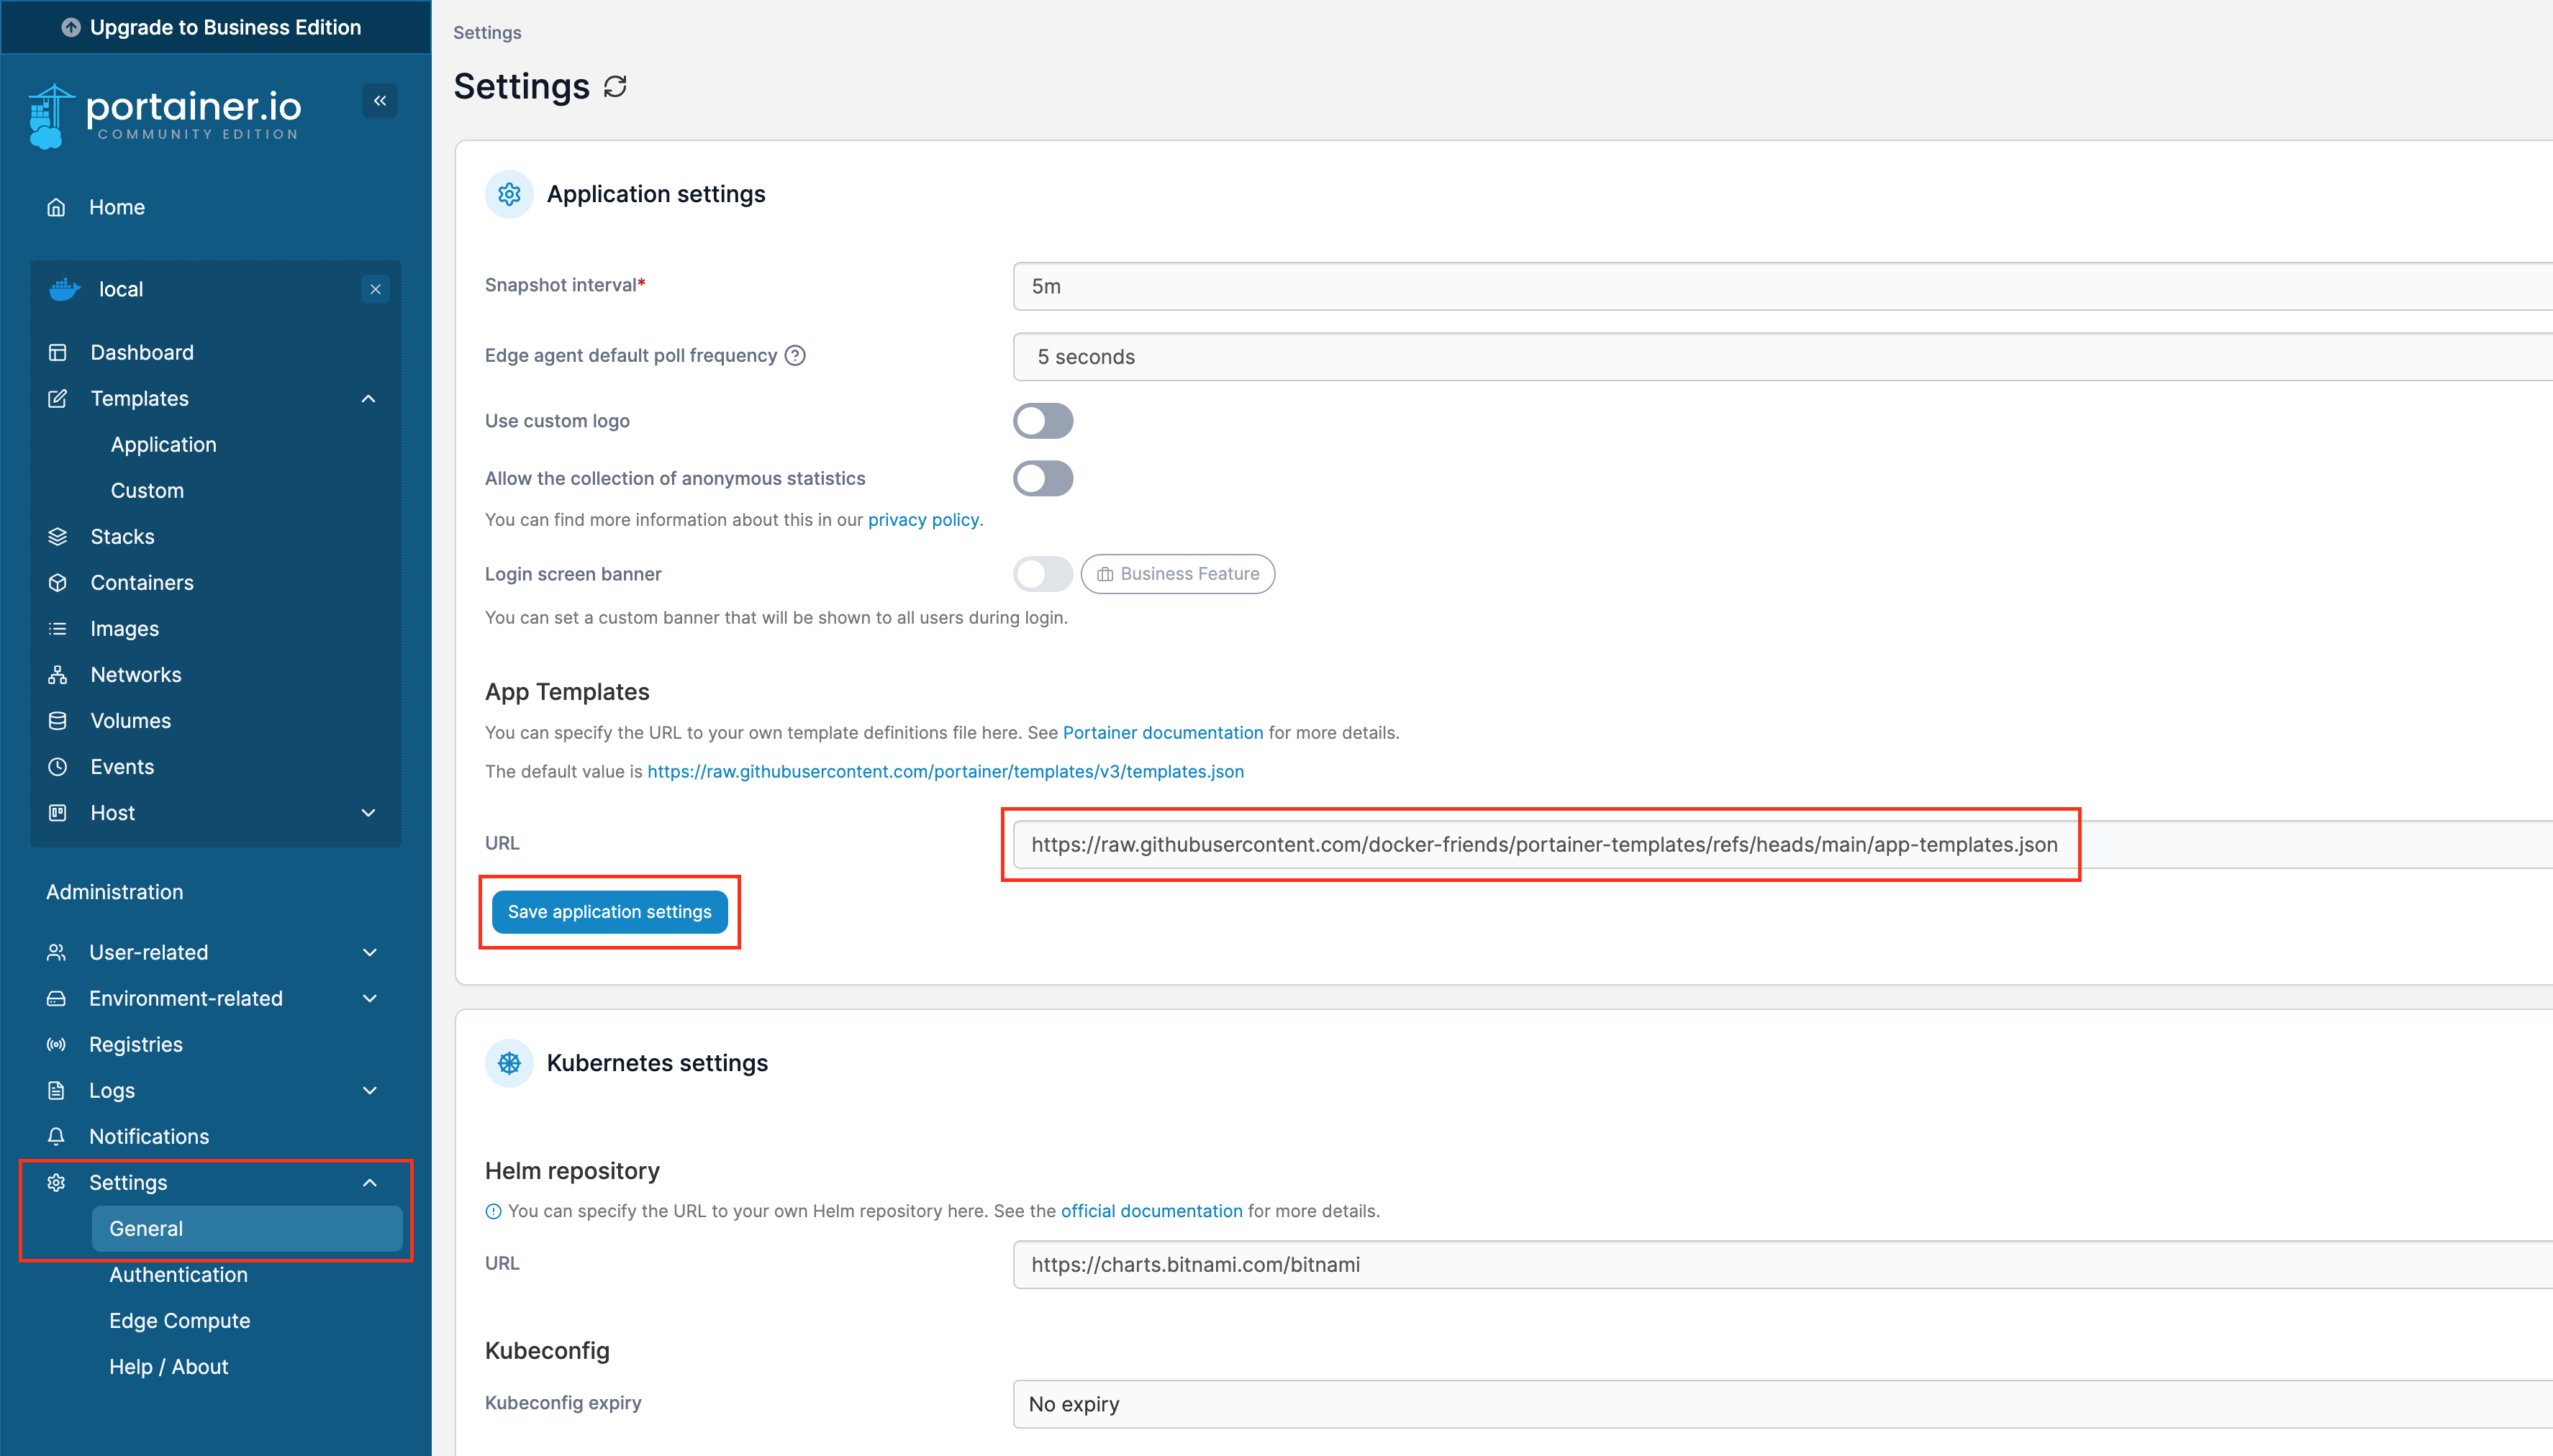 Upgrade to Business Edition
portainer.io
COMMUNITY EDITION
Home
local
Dashboard
Templates
Application
Custom
Stacks
Containers
Images
Networks
Volumes
Events
Host
Administration
User-related
Environment-related
Registries
Logs
Notifications
Settings
General
Authentication
Edge Compute
Help / About
Settings
Settings
Application settings
Snapshot interval*
5m
Edge agent default poll frequency
5 seconds
Use custom logo
Allow the collection of anonymous statistics
You can find more information about this in our privacy policy.
Login screen banner
Business Feature
You can set a custom banner that will be shown to all users during login.
App Templates
You can specify the URL to your own template definitions file here. See Portainer documentation for more details.
The default value is https://raw.githubusercontent.com/portainer/templates/v3/templates.json
URL
https://raw.githubusercontent.com/docker-friends/portainer-templates/refs/heads/main/app-templates.json
Save application settings
Kubernetes settings
Helm repository
You can specify the URL to your own Helm repository here. See the official documentation for more details.
URL
https://charts.bitnami.com/bitnami
Kubeconfig
Kubeconfig expiry
No expiry